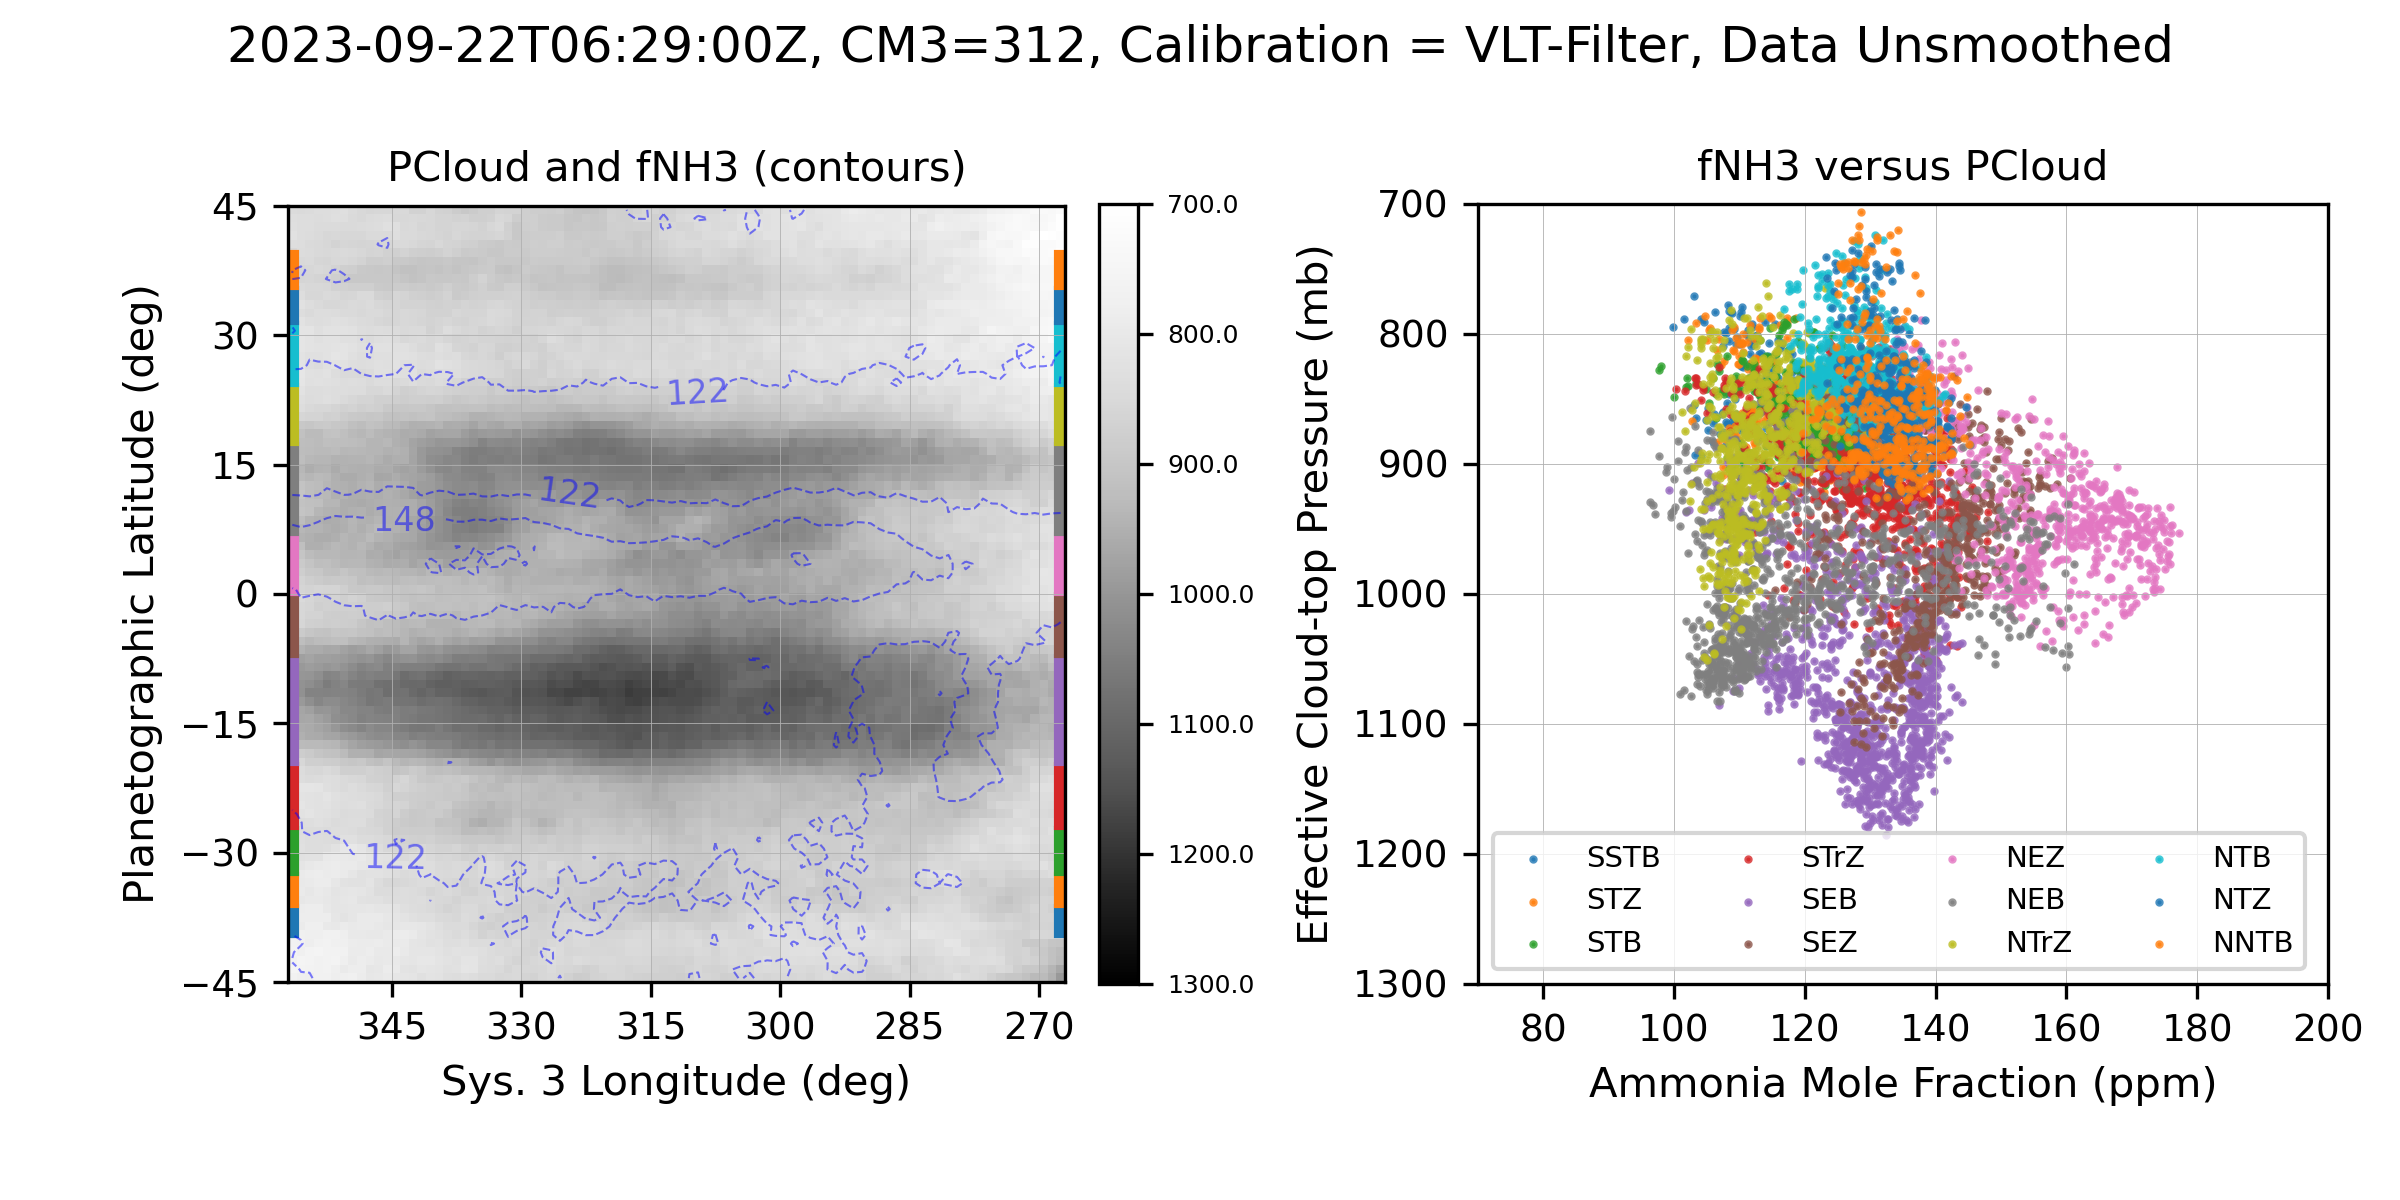 2023-09-22T06:29:00Z, CM3=312, Calibration = VLT-Filter, Data Unsmoothed
PCloud and fNH3 (contours)
Planetographic Latitude (deg)
45
30
15
0
−15
−30
−45
122
122
148
122
345
330
315
300
285
270
Sys. 3 Longitude (deg)
700.0
800.0
900.0
1000.0
1100.0
1200.0
1300.0
fNH3 versus PCloud
Effective Cloud-top Pressure (mb)
700
800
900
1000
1100
1200
1300
SSTB STrZ NEZ NTB
STZ SEB NEB NTZ
STB SEZ NTrZ NNTB
80 100 120 140 160 180 200
Ammonia Mole Fraction (ppm)